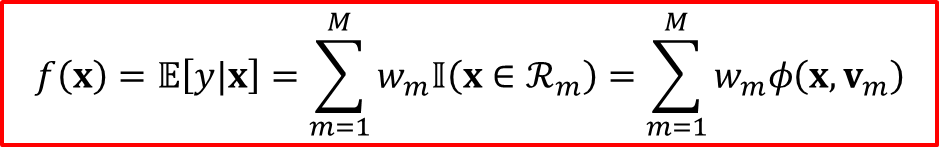 f(𝐱) = 𝔼[y|𝐱] = ∑_{m=1}^{M} w_m 𝕀(𝐱 ∈ ℛ_m) = ∑_{m=1}^{M} w_m ϕ(𝐱, 𝐯_m)